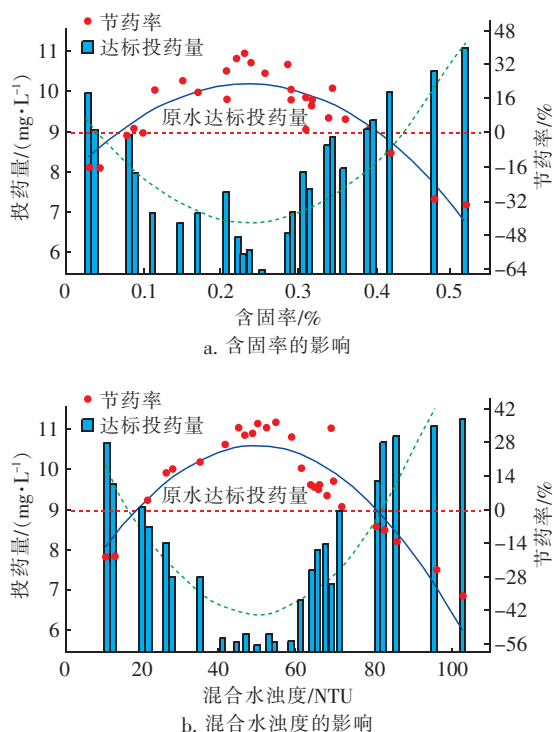 节药率
达标投药量
原水达标投药量
投药量/(mg·L⁻¹)
11
10
9
8
7
6
48
32
16
0
-16
-32
-48
-64
节药率/%
0
0.1
0.2
0.3
0.4
0.5
含固率/%
a. 含固率的影响
节药率
达标投药量
原水达标投药量
投药量/(mg·L⁻¹)
11
10
9
8
7
6
42
28
14
0
-14
-28
-42
-56
节药率/%
0
20
40
60
80
100
混合水浊度/NTU
b. 混合水浊度的影响